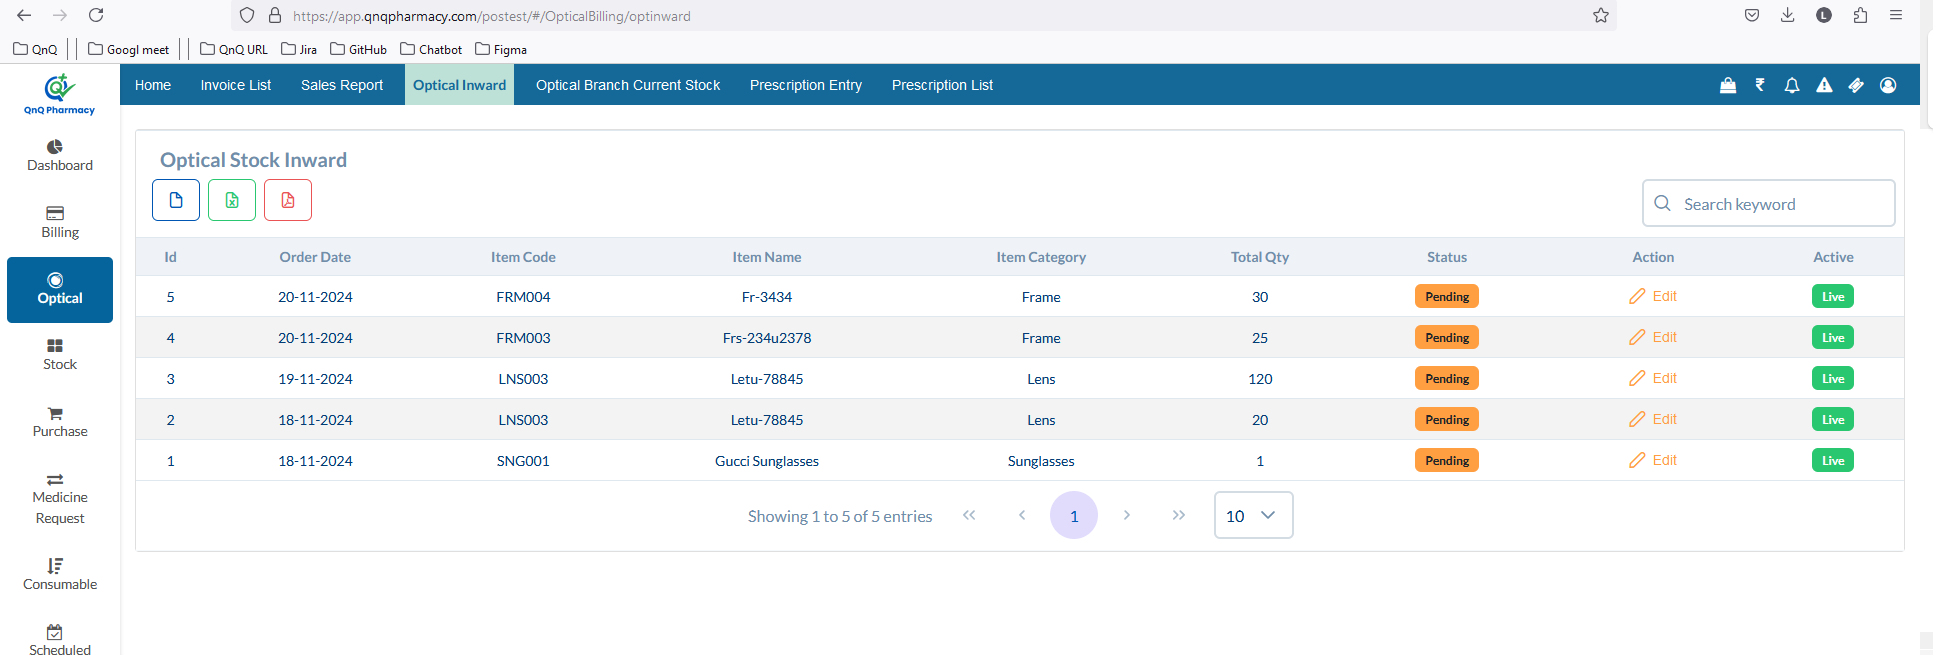 https://app.qnqpharmacy.com/postest/#/OpticalBilling/optinward
L
QnQ Googl meet QnQ URL Jira GitHub Chatbot Figma
QnQ Pharmacy
Home Invoice List Sales Report Optical Inward Optical Branch Current Stock Prescription Entry Prescription List
Dashboard
Billing
Optical
Stock
Purchase
Medicine
Request
Consumable
Scheduled
Optical Stock Inward
Search keyword
Id Order Date Item Code Item Name Item Category Total Qty Status Action Active
5 20-11-2024 FRM004 Fr-3434 Frame 30 Pending Edit Live
4 20-11-2024 FRM003 Frs-234u2378 Frame 25 Pending Edit Live
3 19-11-2024 LNS003 Letu-78845 Lens 120 Pending Edit Live
2 18-11-2024 LNS003 Letu-78845 Lens 20 Pending Edit Live
1 18-11-2024 SNG001 Gucci Sunglasses Sunglasses 1 Pending Edit Live
Showing 1 to 5 of 5 entries « ‹ 1 › » 10